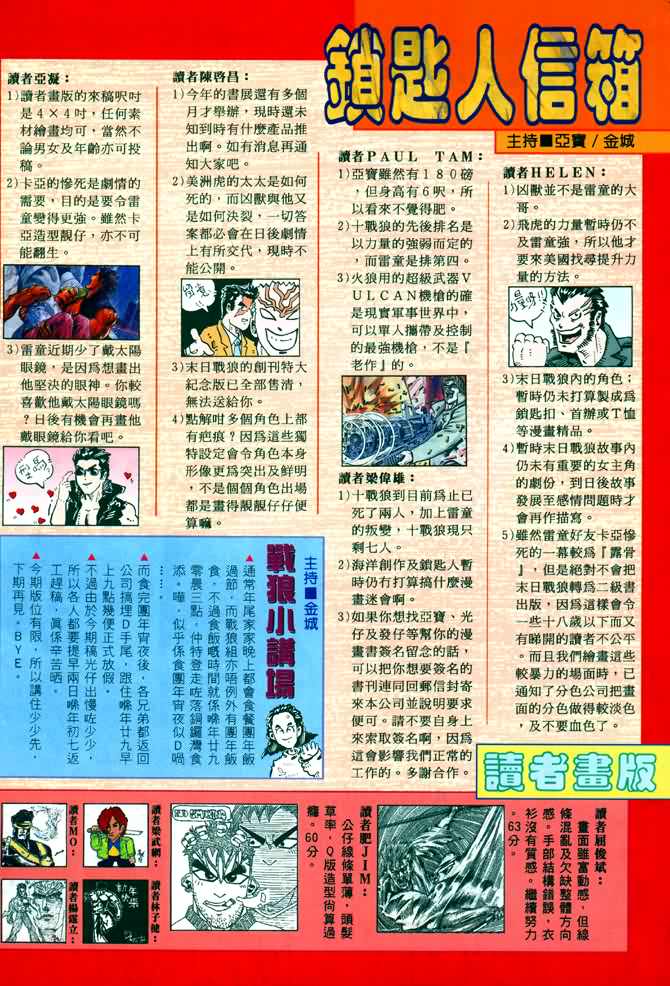 鎖匙人信箱
主持■亞寶/金城
讀者亞凝：
1)讀者畫版的來稿呎吋
是4×4吋，任何素
材繪畫均可，當然不
論男女及年齡亦可投
稿。
2)卡亞的慘死是劇情的
需要，目的是要令雷
童變得更強。雖然卡
亞造型靚仔，亦不可
能翻生。
3)雷童近期少了戴太陽
眼鏡，是因爲想畫出
他堅決的眼神。你較
喜歡他戴太陽眼鏡嗎
？日後有機會再畫他
戴眼鏡給你看吧。
型嗎？
讀者陳啓昌：
1)今年的書展還有多個
月才舉辦，現時還未
知到時有什麼產品推
出啊。如有消息再通
知大家吧。
2)美洲虎的太太是如何
死的，而凶獸與他又
是如何決裂，一切答
案都必會在日後劇情
上有所交代，現時不
能公開。
3)末日戰狼的創刊特大
紀念版已全部售清，
無法送給你。
4)點解咁多個角色上都
有疤痕？因爲這些獨
特設定會令角色本身
形像更爲突出及鮮明
，不是個個角色出場
都是畫得靚靚仔仔便
算嘛。
讀者PAUL TAM：
1)亞寶雖然有180磅
，但身高有6呎，所
以看來不覺得肥。
2)十戰狼的先後排名是
以力量的強弱而定的
，而雷童是排第四。
3)火狼用的超級武器V
ULCAN機槍的確
是現實軍事世界中，
可以單人攜帶及控制
的最強機槍，不是『
老作』的。
讀者梁偉雄：
1)十戰狼到目前爲止已
死了兩人，加上雷童
的叛變，十戰狼現只
剩七人。
2)海洋創作及鎖匙人暫
時仍有打算搞什麼漫
畫迷會啊。
3)如果你想找亞寶、光
仔及發仔等幫你的漫
畫書簽名留念的話，
可以把你想要簽名的
書刊連同回郵信封寄
來本公司並說明要求
便可。請不要自身上
來索取簽名啊，因爲
這會影響我們正常的
工作的。多謝合作。
讀者HELEN：
1)凶獸並不是雷童的大
哥。
2)飛虎的力量暫時仍不
及雷童強，所以他才
要來美國找尋提升力
量的方法。
3)末日戰狼內的角色；
暫時仍未打算製成爲
鎖匙扣、首辦或T恤
等漫畫精品。
4)暫時末日戰狼故事內
仍未有重要的女主角
的劇份，到日後故事
發展至感情問題時才
會再作描寫。
5)雖然雷童好友卡亞慘
死的一幕較爲『露骨
』，但是絕對不會把
末日戰狼轉爲二級書
出版，因爲這樣會令
一些十八歲以下而又
有睇開的讀者不公平
。而且我們繪畫這些
較暴力的場面時，已
通知了分色公司把畫
面的分色做得較淡色
，及不要血色了。
戰狼小講場
主持■金城
▲通常年尾家家晚上都會食餐團年飯
過節，而戰狼組亦唔例外有團年飯
食。不過食飯嘅時間就係喺年廿九
零晨三點，仲特登走咗落銅鑼灣食
添。嘩，似乎係食團年宵夜似D喎
……
▲而食完團年宵夜後，各兄弟都返回
公司搞埋D手尾，跟住喺年廿九早
上九點幾便正式放假。
▲不過由於今期稿光仔出慢咗少少，
所以各人都要提早兩日喺年初七返
工趕稿，眞係辛苦晒。
▲今期版位有限，所以講住少少先，
下期再見。BYE。
讀者畫版
讀者屈俊斌：
畫面雖富動感，但線
條混亂及欠缺整體方向
感。手部結構錯誤，衣
衫沒有質感。繼續努力
。63分。
讀者肥JIM：
公仔線條單薄，頭髮
草率，Q版造型尙算過
癮。60分。
讀者梁武嗣：
讀者MO：
讀者林子健：
讀者楊靄立：